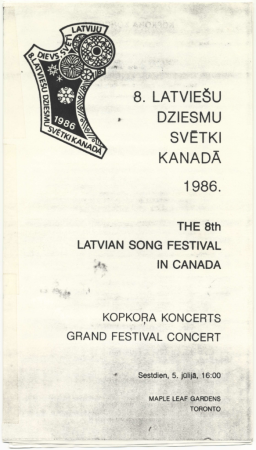 DIEVS SVĒTĪ LATVIJU
8. LATVIEŠU DZIESMU
SVĒTKI KANADĀ
1986
8. LATVIEŠU
DZIESMU
SVĒTKI
KANADĀ
1986.
THE 8th
LATVIAN SONG FESTIVAL
IN CANADA
KOPKOŖA KONCERTS
GRAND FESTIVAL CONCERT
Sestdien, 5. jūlijā, 16:00
MAPLE LEAF GARDENS
TORONTO